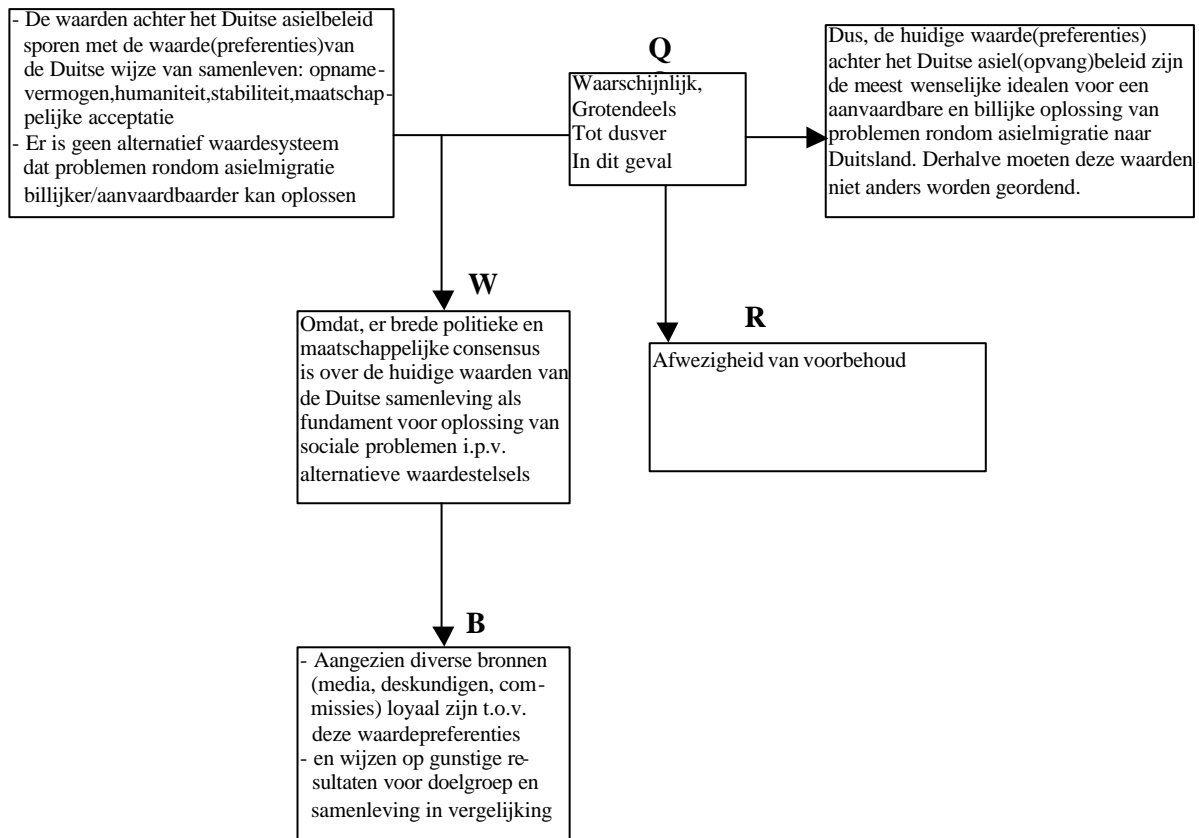 - De waarden achter het Duitse asielbeleid
sporen met de waarde(preferenties)van
de Duitse wijze van samenleven: opname-
vermogen,humaniteit,stabiliteit,maatschap-
pelijke acceptatie
- Er is geen alternatief waardesysteem
dat problemen rondom asielmigratie
billijker/aanvaardbaarder kan oplossen
Q
Waarschijnlijk,
Grotendeels
Tot dusver
In dit geval
Dus, de huidige waarde(preferenties)
achter het Duitse asiel(opvang)beleid zijn
de meest wenselijke idealen voor een
aanvaardbare en billijke oplossing van
problemen rondom asielmigratie naar
Duitsland. Derhalve moeten deze waarden
niet anders worden geordend.
W
Omdat, er brede politieke en
maatschappelijke consensus
is over de huidige waarden van
de Duitse samenleving als
fundament voor oplossing van
sociale problemen i.p.v.
alternatieve waardestelsels
R
Afwezigheid van voorbehoud
B
- Aangezien diverse bronnen
(media, deskundigen, com-
missies) loyaal zijn t.o.v.
deze waardepreferenties
- en wijzen op gunstige re-
sultaten voor doelgroep en
samenleving in vergelijking